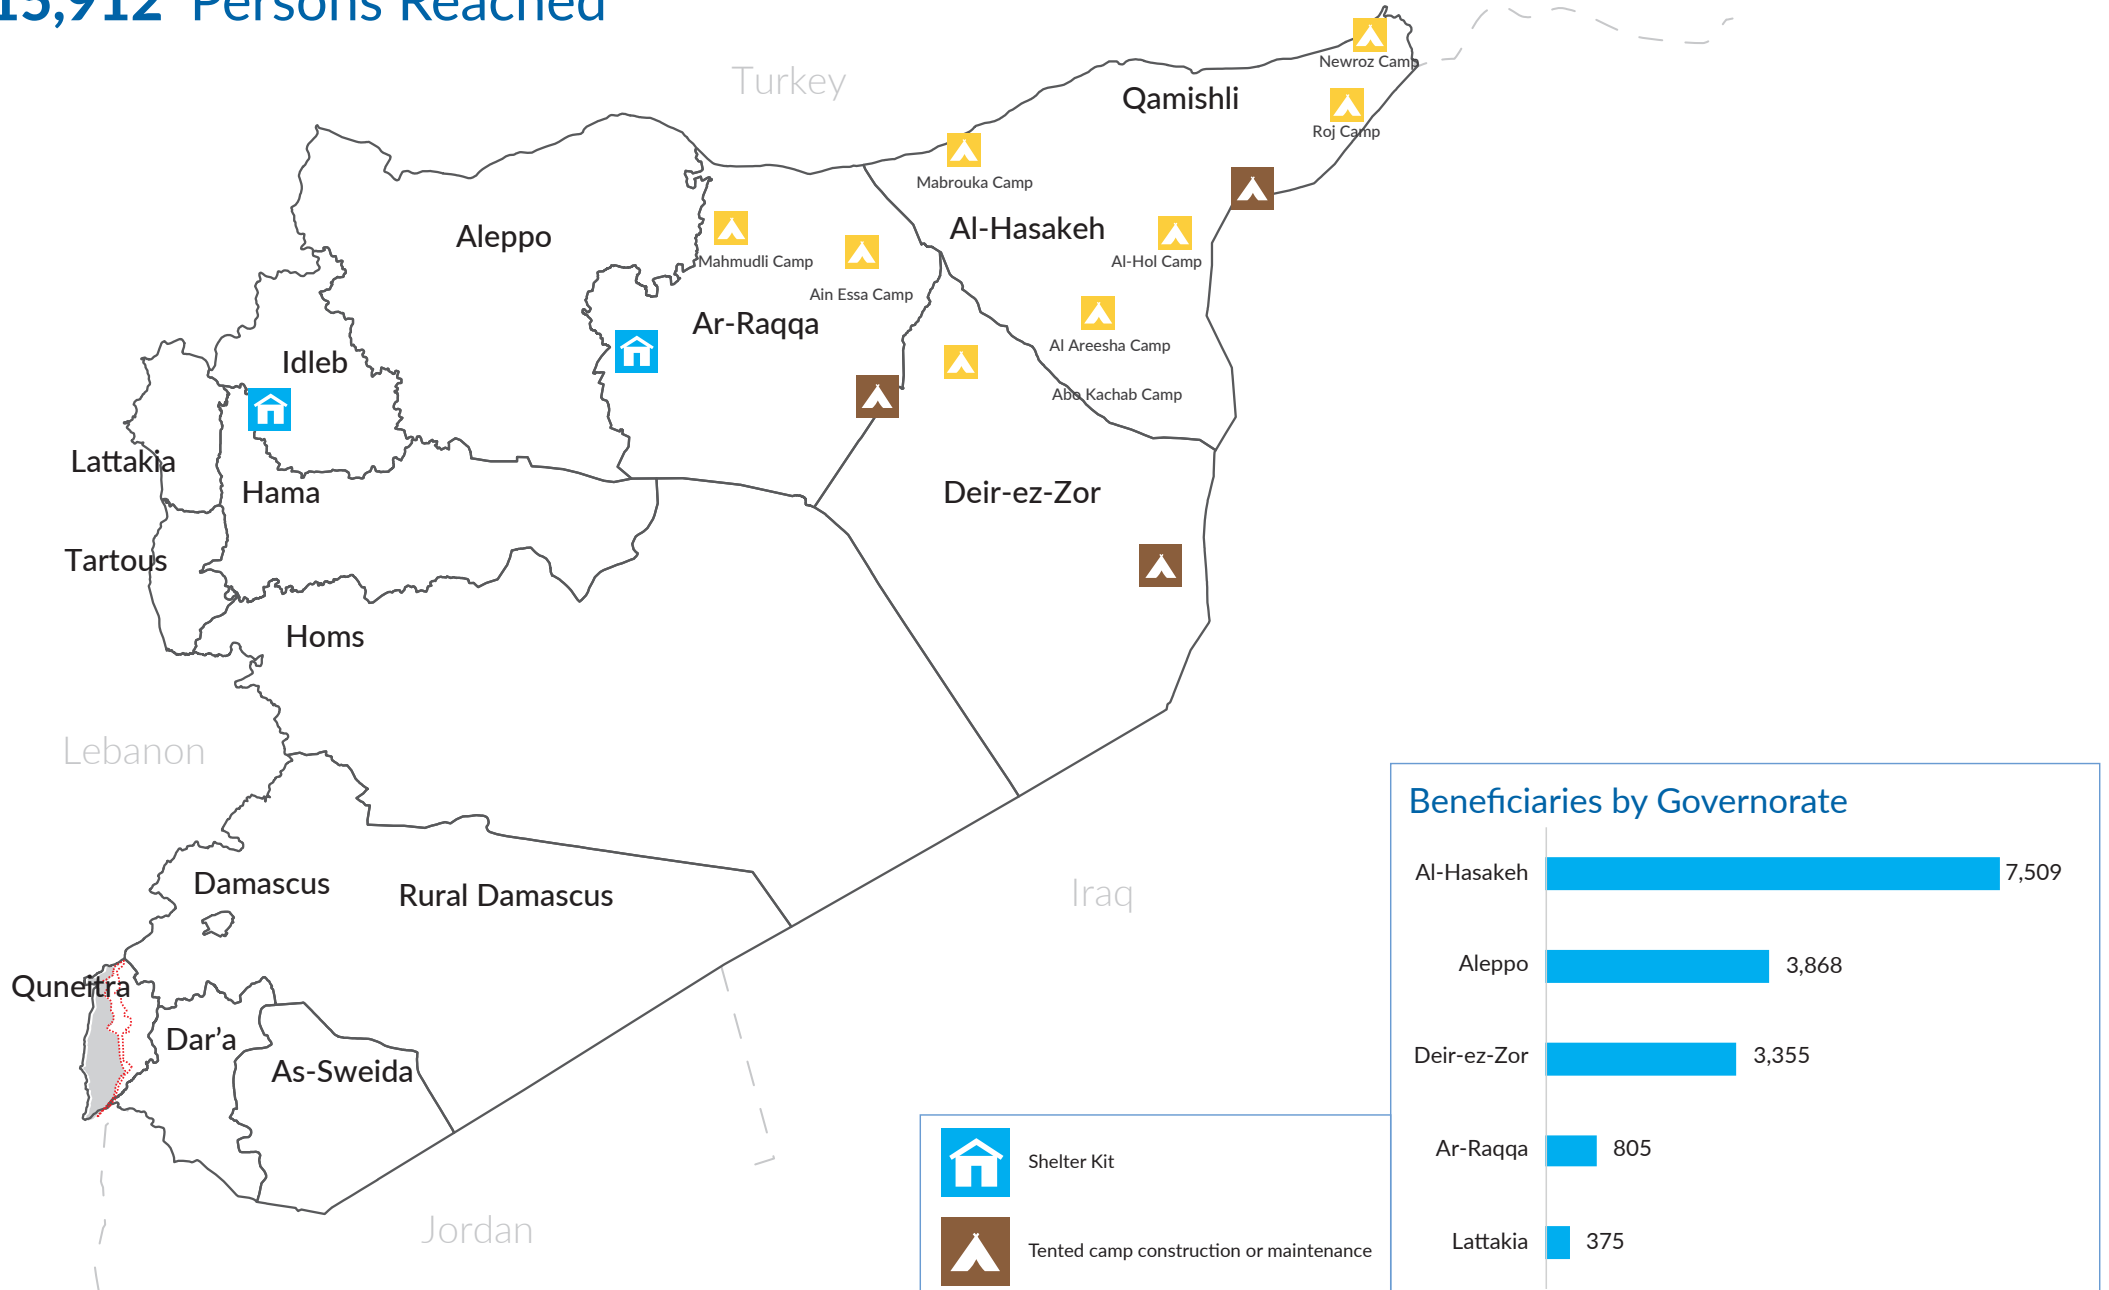 15,912 Persons Reached
Turkey
Newroz Camp
Qamishli
Roj Camp
Mabrouka Camp
Aleppo
Al-Hasakeh
Mahmudli Camp
Al-Hol Camp
Ain Essa Camp
Ar-Raqqa
Al Areesha Camp
Idleb
Abo Kachab Camp
Lattakia
Hama
Deir-ez-Zor
Tartous
Homs
Lebanon
Damascus
Rural Damascus
Iraq
Quneitra
Dar'a
As-Sweida
Jordan
Shelter Kit
Tented camp construction or maintenance
Beneficiaries by Governorate
Al-Hasakeh 7,509
Aleppo 3,868
Deir-ez-Zor 3,355
Ar-Raqqa 805
Lattakia 375